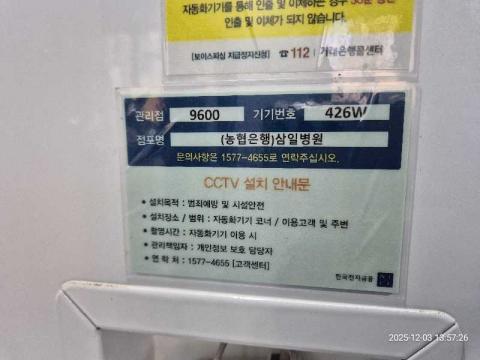 자동화기기를 통해 인출 및 이체하는 경우 30분 동안
인출 및 이체가 되지 않습니다.
[보이스피싱 지급정지신청] ☎112 | 거래은행콜센터
관리점 9600 기기번호 426W
점포명 (농협은행)삼일병원
문의사항은 1577-4655로 연락주십시오.
CCTV 설치 안내문
• 설치목적 : 범죄예방 및 시설안전
• 설치장소 / 범위 : 자동화기기 코너 / 이용고객 및 주변
• 촬영시간 : 자동화기기 이용 시
• 관리책임자 : 개인정보 보호 담당자
• 연 락 처 : 1577-4655 [고객센터]
한국전자금융
2025-12-03 13:57:26